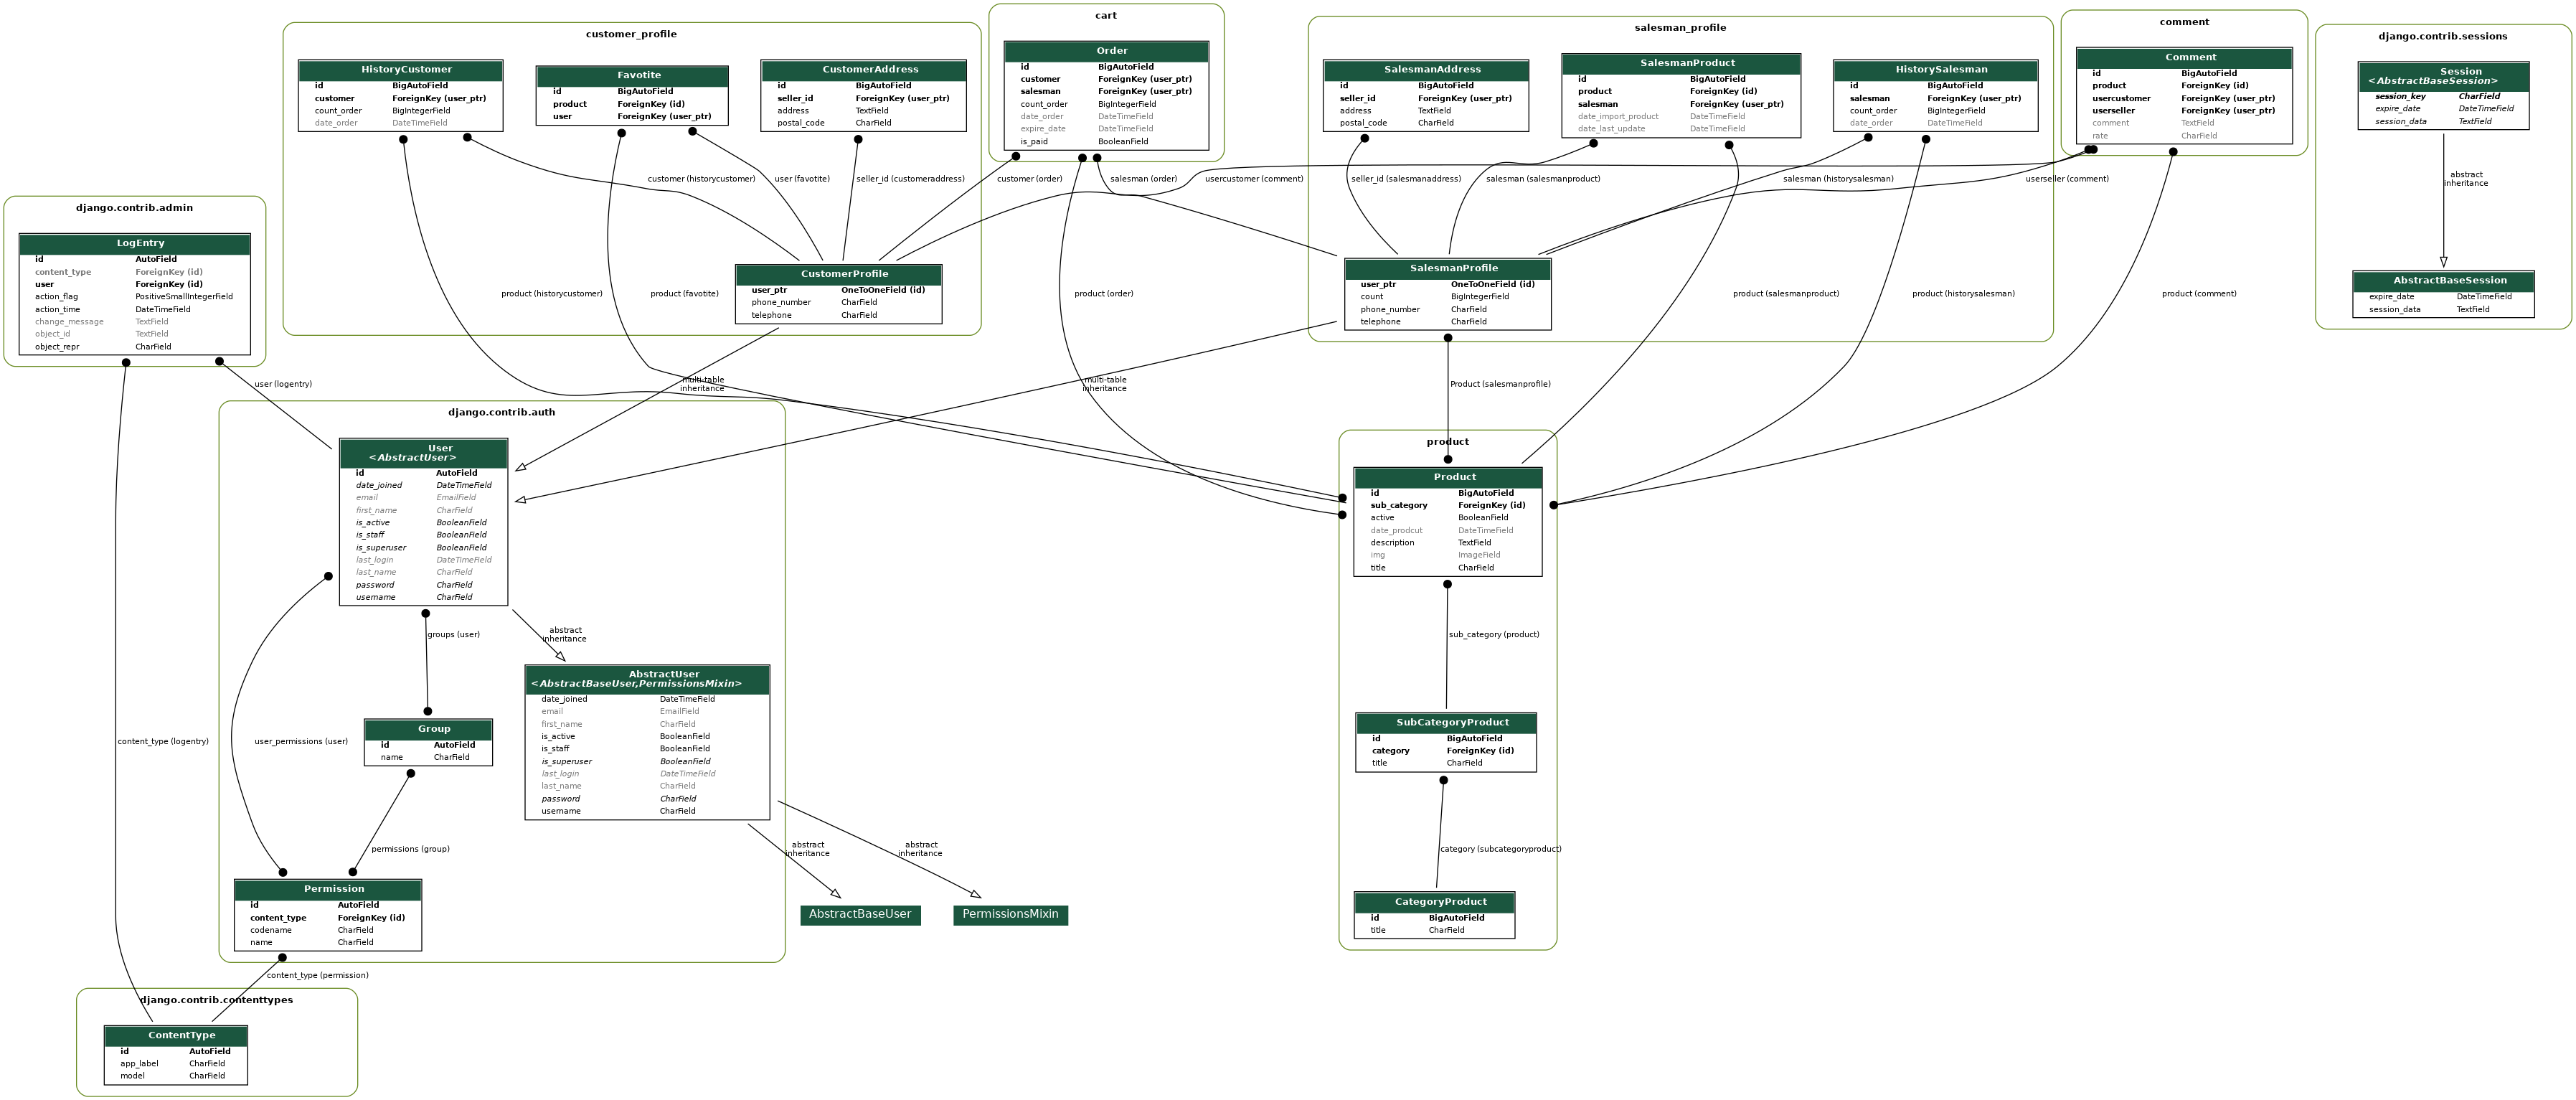 customer_profile
HistoryCustomer
id BigAutoField
customer ForeignKey (user_ptr)
count_order BigIntegerField
date_order DateTimeField
Favotite
id BigAutoField
product ForeignKey (id)
user ForeignKey (user_ptr)
CustomerAddress
id BigAutoField
seller_id ForeignKey (user_ptr)
address TextField
postal_code CharField
cart
Order
id BigAutoField
customer ForeignKey (user_ptr)
salesman ForeignKey (user_ptr)
count_order BigIntegerField
date_order DateTimeField
expire_date DateTimeField
is_paid BooleanField
salesman_profile
SalesmanAddress
id BigAutoField
seller_id ForeignKey (user_ptr)
address TextField
postal_code CharField
SalesmanProduct
id BigAutoField
product ForeignKey (id)
salesman ForeignKey (user_ptr)
date_import_product DateTimeField
date_last_update DateTimeField
HistorySalesman
id BigAutoField
salesman ForeignKey (user_ptr)
count_order BigIntegerField
date_order DateTimeField
comment
Comment
id BigAutoField
product ForeignKey (id)
usercustomer ForeignKey (user_ptr)
userseller ForeignKey (user_ptr)
comment TextField
rate CharField
django.contrib.sessions
Session
<AbstractBaseSession>
session_key CharField
expire_date DateTimeField
session_data TextField
customer (historycustomer)
user (favotite)
seller_id (customeraddress)
customer (order)
salesman (order)
usercustomer (comment)
seller_id (salesmanaddress)
salesman (salesmanproduct)
salesman (historysalesman)
userseller (comment)
abstract
inheritance
django.contrib.admin
LogEntry
id AutoField
content_type ForeignKey (id)
user ForeignKey (id)
action_flag PositiveSmallIntegerField
action_time DateTimeField
change_message TextField
object_id TextField
object_repr CharField
CustomerProfile
user_ptr OneToOneField (id)
phone_number CharField
telephone CharField
SalesmanProfile
user_ptr OneToOneField (id)
count BigIntegerField
phone_number CharField
telephone CharField
AbstractBaseSession
expire_date DateTimeField
session_data TextField
product (historycustomer)
product (favotite)
product (order)
product (salesmanproduct)
product (historysalesman)
product (comment)
user (logentry)
multi-table
inheritance
multi-table
inheritance
Product (salesmanprofile)
django.contrib.auth
User
<AbstractUser>
id AutoField
date_joined DateTimeField
email EmailField
first_name CharField
is_active BooleanField
is_staff BooleanField
is_superuser BooleanField
last_login DateTimeField
last_name CharField
password CharField
username CharField
product
Product
id BigAutoField
sub_category ForeignKey (id)
active BooleanField
date_prodcut DateTimeField
description TextField
img ImageField
title CharField
groups (user)
abstract
inheritance
sub_category (product)
AbstractUser
<AbstractBaseUser,PermissionsMixin>
date_joined DateTimeField
email EmailField
first_name CharField
is_active BooleanField
is_staff BooleanField
is_superuser BooleanField
last_login DateTimeField
last_name CharField
password CharField
username CharField
Group
id AutoField
name CharField
SubCategoryProduct
id BigAutoField
category ForeignKey (id)
title CharField
content_type (logentry)
user_permissions (user)
permissions (group)
abstract
inheritance
abstract
inheritance
category (subcategoryproduct)
Permission
id AutoField
content_type ForeignKey (id)
codename CharField
name CharField
AbstractBaseUser
PermissionsMixin
CategoryProduct
id BigAutoField
title CharField
content_type (permission)
django.contrib.contenttypes
ContentType
id AutoField
app_label CharField
model CharField